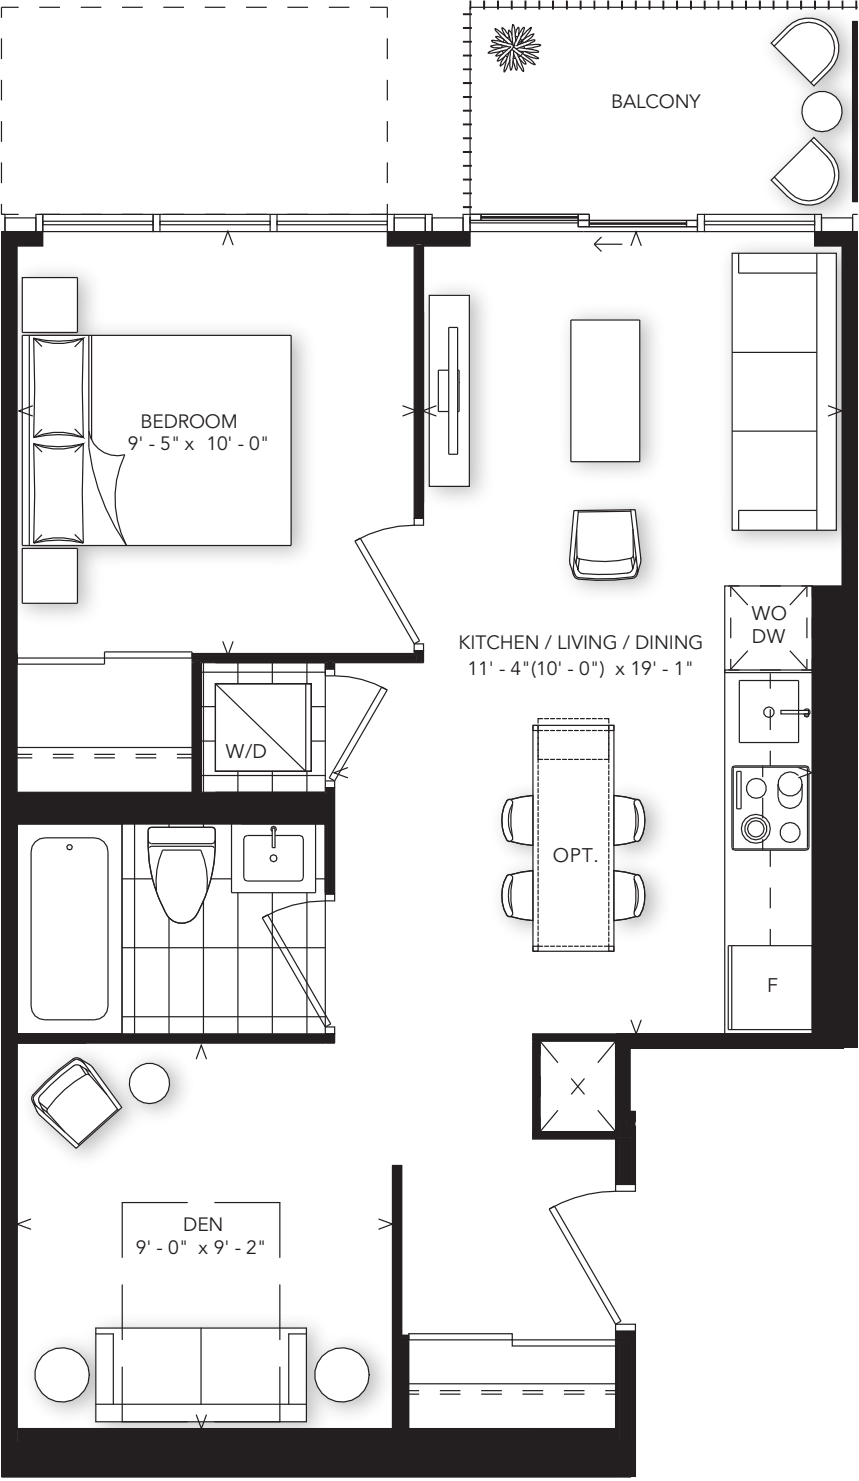 BALCONY
BEDROOM
9' - 5" x 10' - 0"
WO
DW
KITCHEN / LIVING / DINING
11' - 4"(10' - 0") x 19' - 1"
W/D
OPT.
F
X
DEN
9' - 0" x 9' - 2"